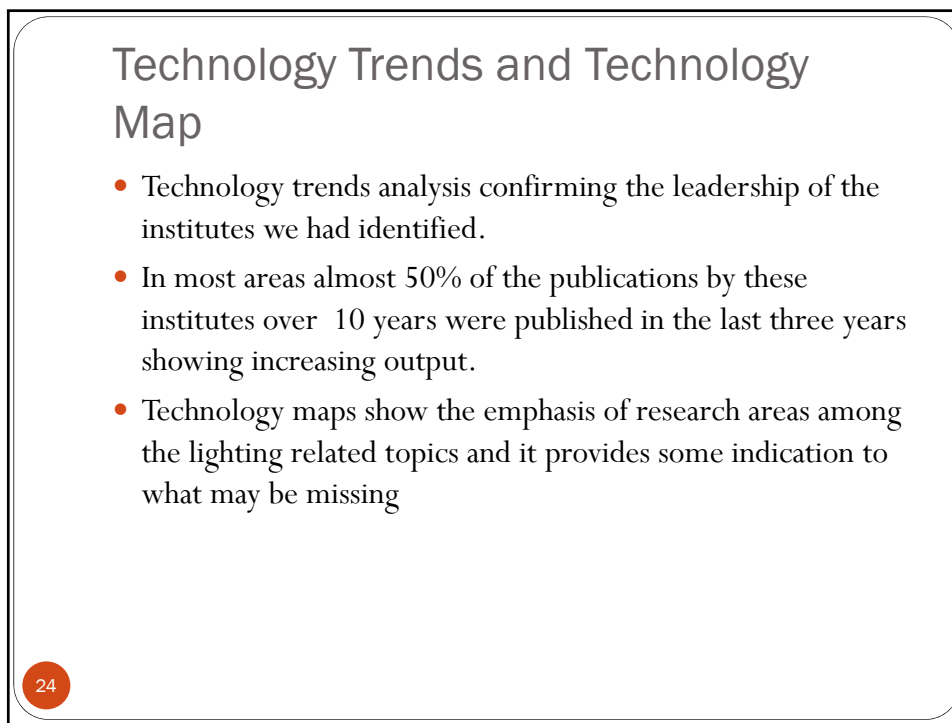 Technology Trends and Technology
Map
• Technology trends analysis confirming the leadership of the
institutes we had identified.
• In most areas almost 50% of the publications by these
institutes over  10 years were published in the last three years
showing increasing output.
• Technology maps show the emphasis of research areas among
the lighting related topics and it provides some indication to
what may be missing
24